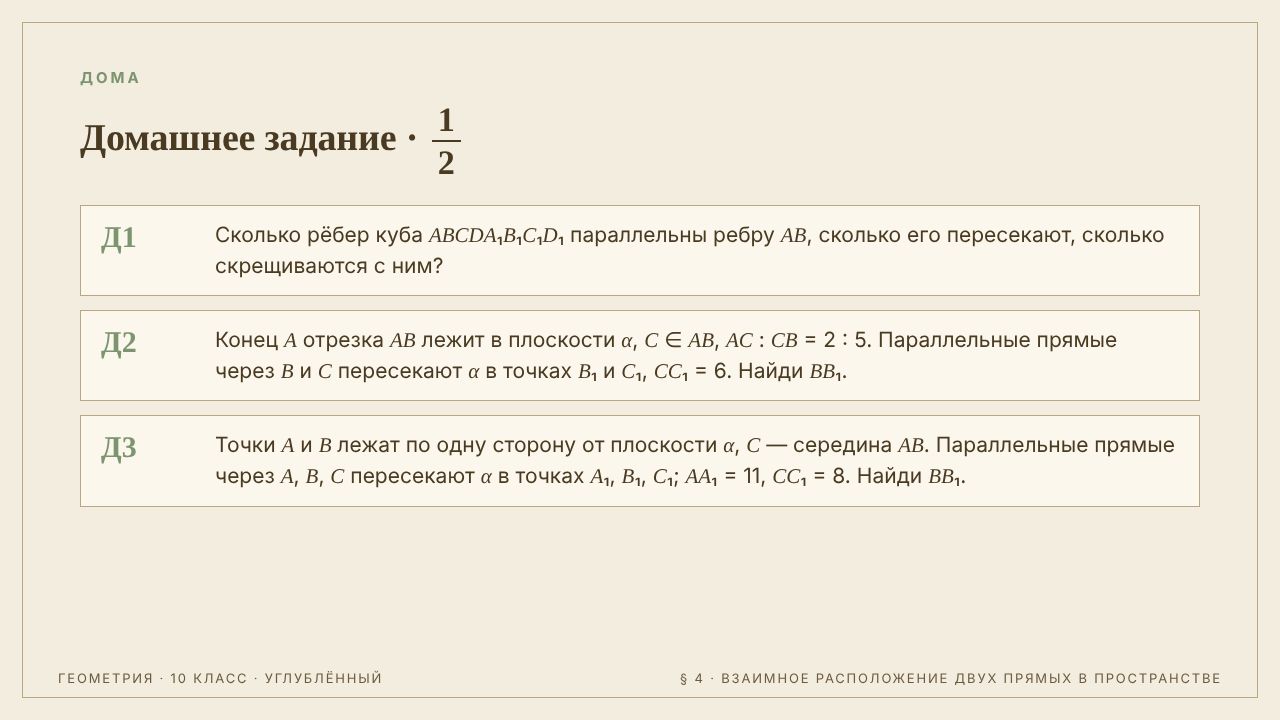 ДОМА
Домашнее задание · 1/2
Д1
Сколько рёбер куба ABCDA₁B₁C₁D₁ параллельны ребру AB, сколько его пересекают, сколько
скрещиваются с ним?
Д2
Конец A отрезка AB лежит в плоскости α, C ∈ AB, AC : CB = 2 : 5. Параллельные прямые
через B и C пересекают α в точках B₁ и C₁, CC₁ = 6. Найди BB₁.
Д3
Точки A и B лежат по одну сторону от плоскости α, C — середина AB. Параллельные прямые
через A, B, C пересекают α в точках A₁, B₁, C₁; AA₁ = 11, CC₁ = 8. Найди BB₁.
ГЕОМЕТРИЯ · 10 КЛАСС · УГЛУБЛЁННЫЙ
§ 4 · ВЗАИМНОЕ РАСПОЛОЖЕНИЕ ДВУХ ПРЯМЫХ В ПРОСТРАНСТВЕ